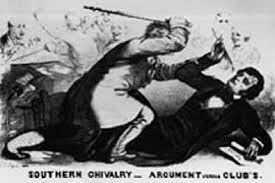 SOUTHERN CHIVALRY — ARGUMENT VERSUS CLUB'S.